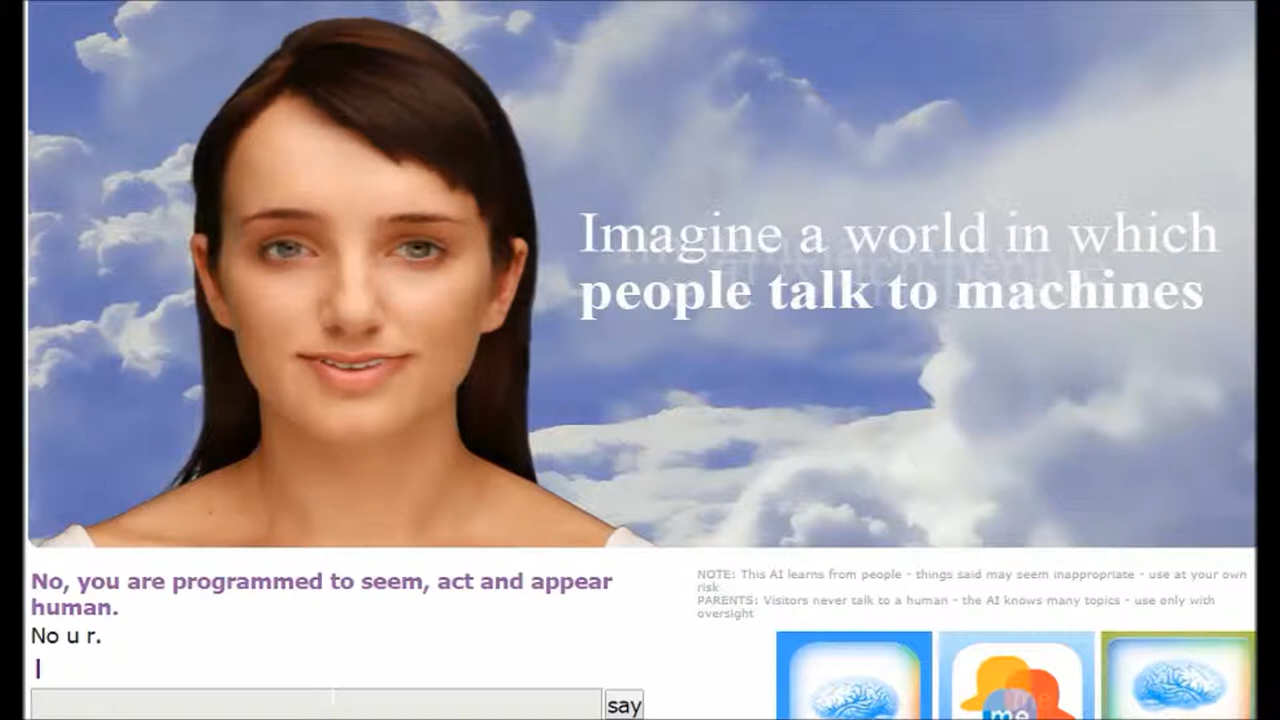 Imagine a world in which
people talk to machines
No, you are programmed to seem, act and appear
human.
No u r.
NOTE: This AI learns from people - things said may seem inappropriate - use at your own
risk
PARENTS: Visitors never talk to a human - the AI knows many topics - use only with
oversight
say
me